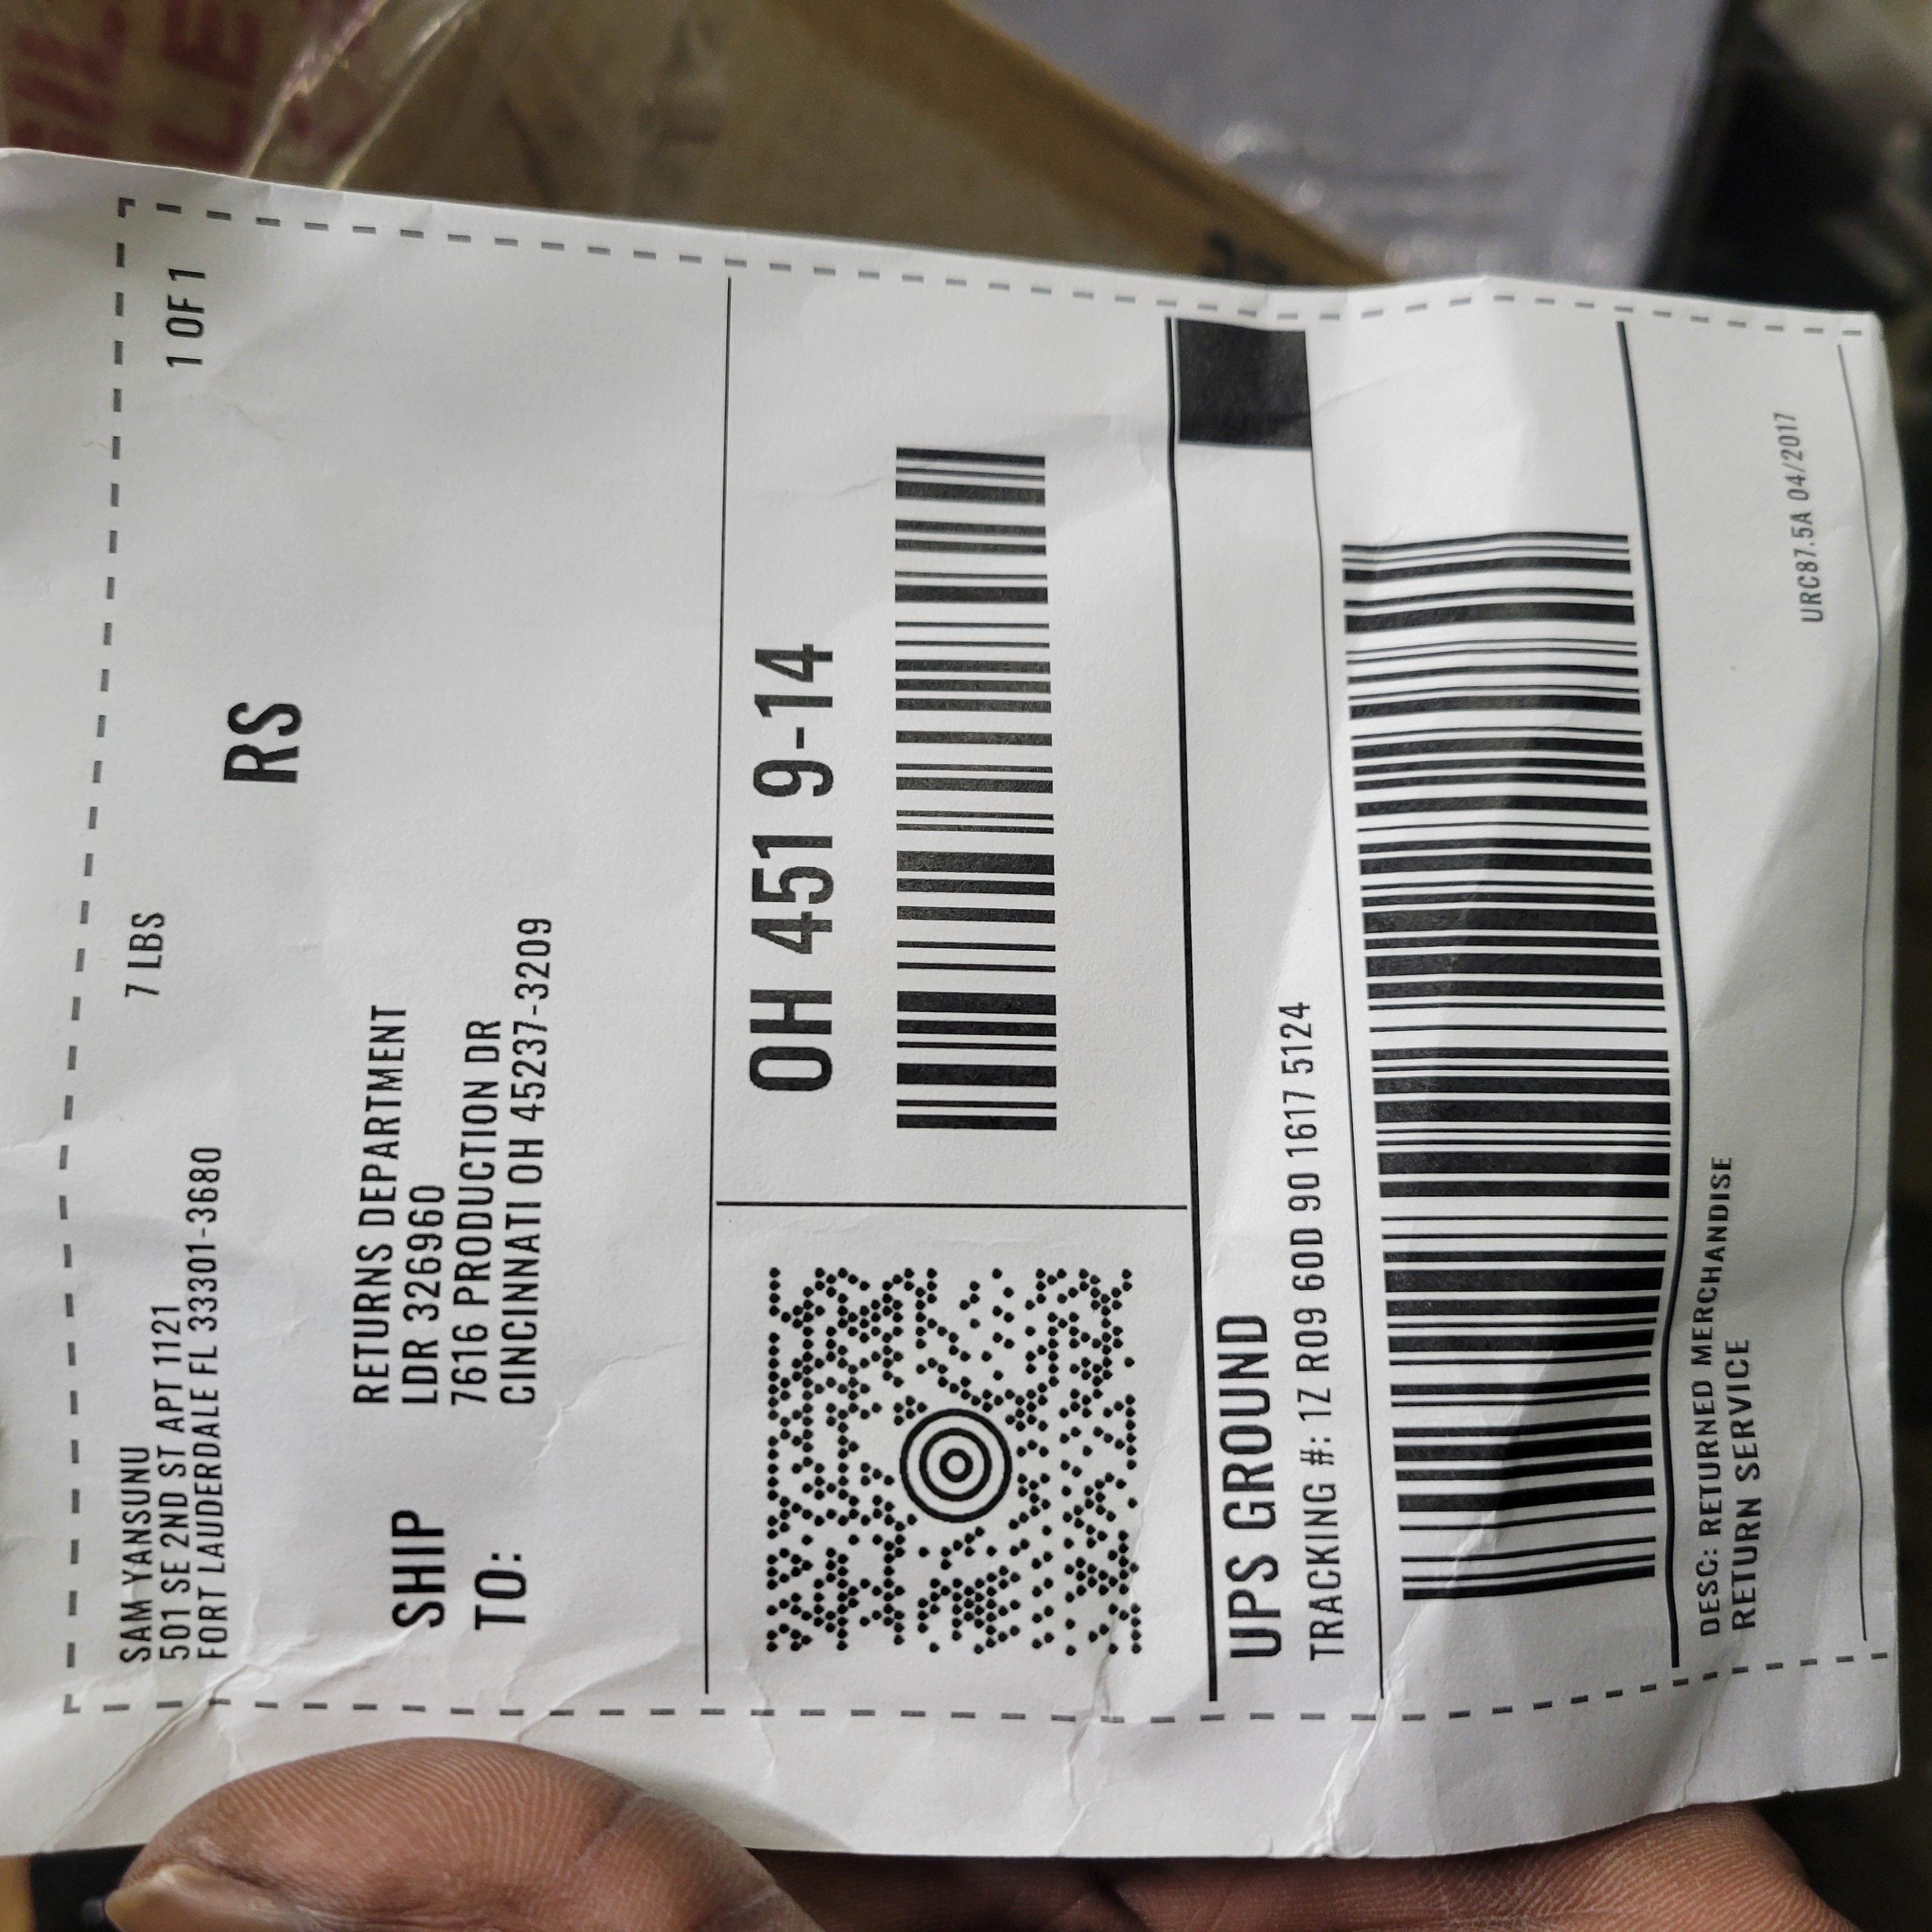 SAM YANSUNU
501 SE 2ND ST APT 1121
FORT LAUDERDALE FL 33301-3680
7 LBS
1 OF 1
RS
SHIP
TO:
RETURNS DEPARTMENT
LDR 326960
7616 PRODUCTION DR
CINCINNATI OH 45237-3209
OH 451 9-14
UPS GROUND
TRACKING #: 1Z R09 60D 90 1617 5124
DESC: RETURNED MERCHANDISE
RETURN SERVICE
URC87.5A 04/2017